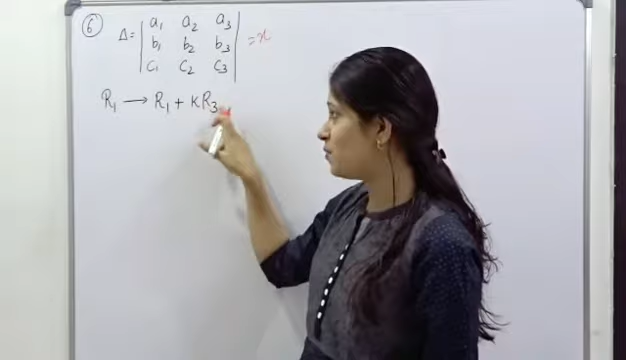 ⑥
Δ = | a₁ a₂ a₃ |
| b₁ b₂ b₃ | = x
| c₁ c₂ c₃ |
R₁ → R₁ + KR₃